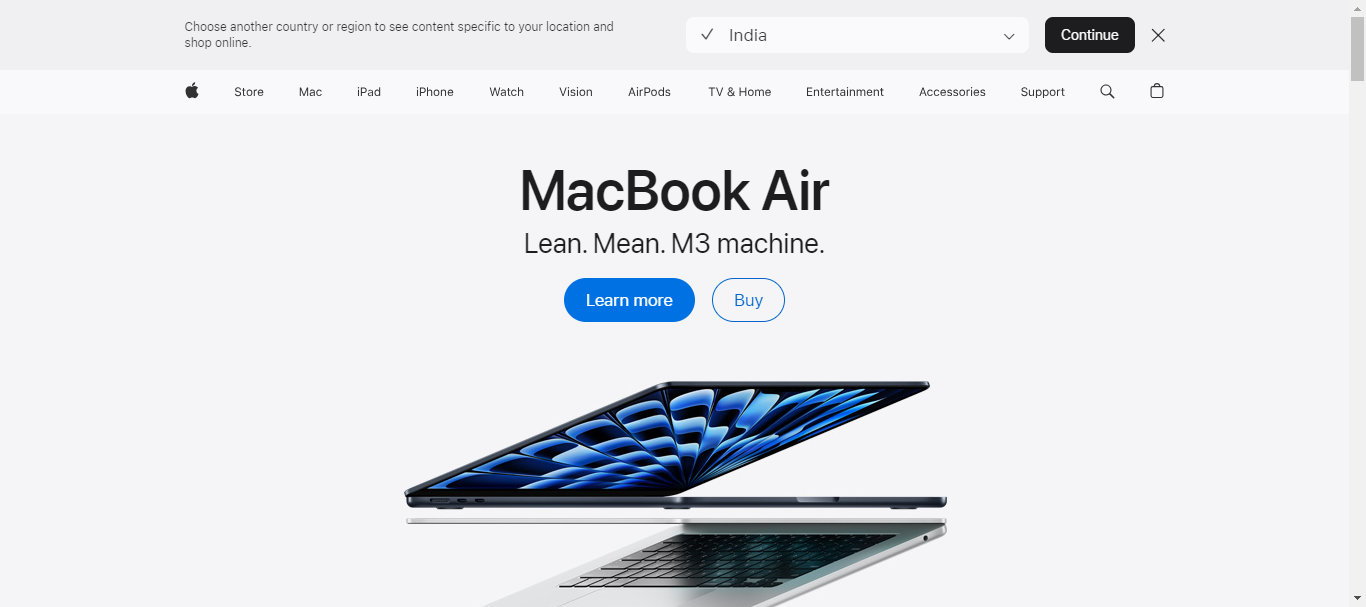 Choose another country or region to see content specific to your location and
shop online.
India
Continue
Store Mac iPad iPhone Watch Vision AirPods TV & Home Entertainment Accessories Support
MacBook Air
Lean. Mean. M3 machine.
Learn more Buy